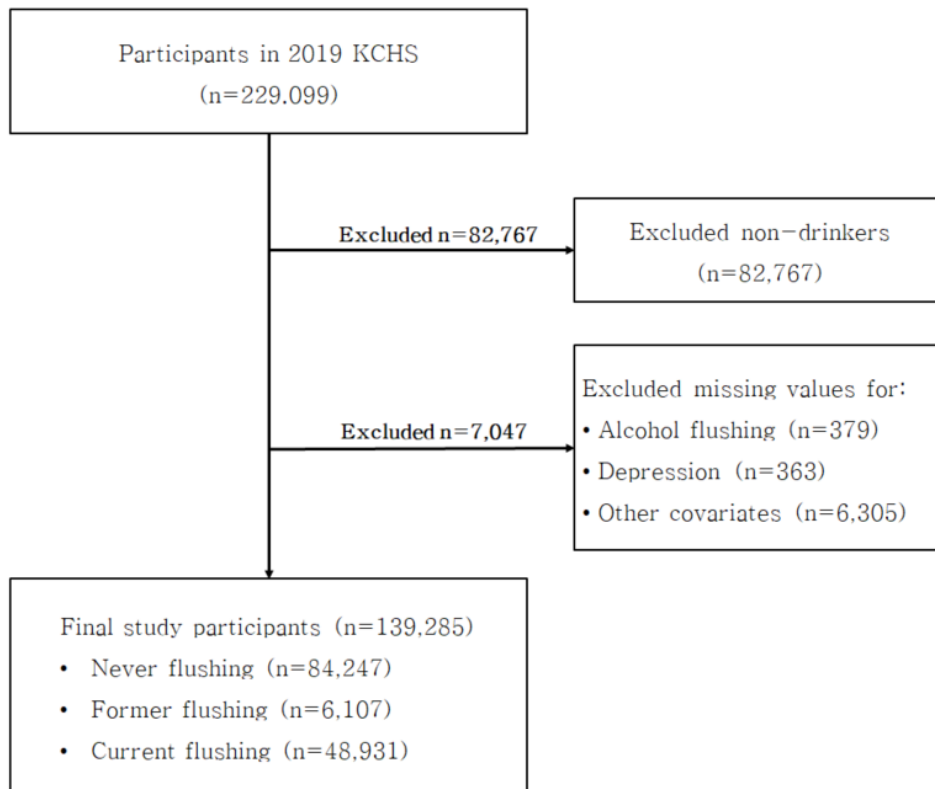 Participants in 2019 KCHS
(n=229.099)
Excluded n=82,767
Excluded non-drinkers
(n=82,767)
Excluded n=7,047
Excluded missing values for:
• Alcohol flushing (n=379)
• Depression (n=363)
• Other covariates (n=6,305)
Final study participants (n=139,285)
• Never flushing (n=84,247)
• Former flushing (n=6,107)
• Current flushing (n=48,931)